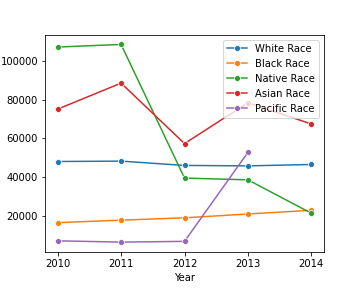 White Race
Black Race
Native Race
Asian Race
Pacific Race
100000
80000
60000
40000
20000
2010 2011 2012 2013 2014
Year